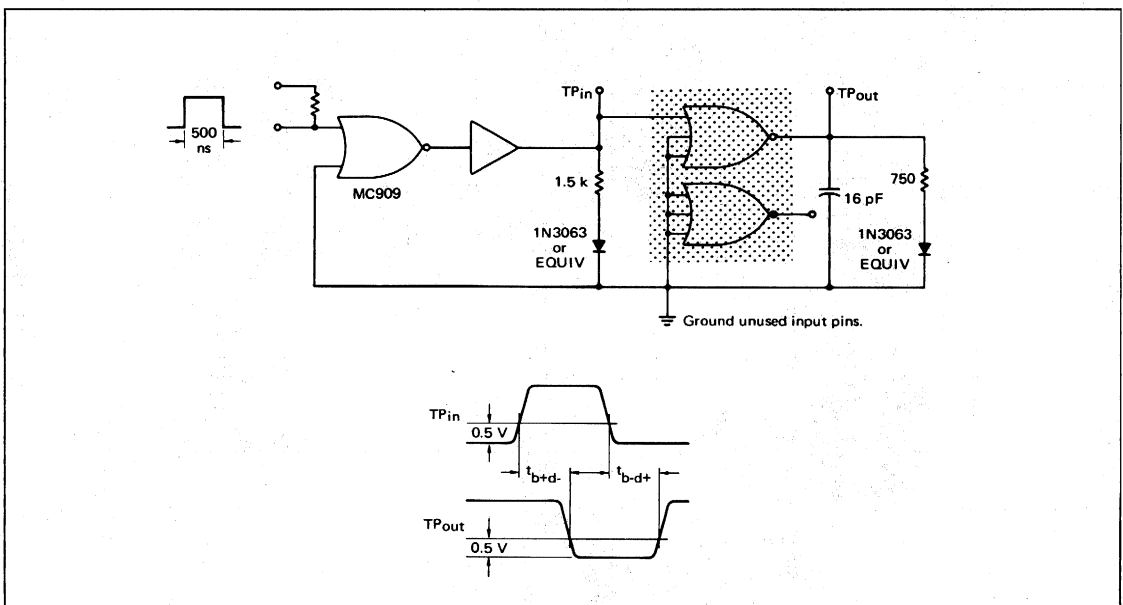 TPin
TPout
500
ns
MC909
1.5 k
1N3063
or
EQUIV
16 pF
750
1N3063
or
EQUIV
Ground unused input pins.
TPin
0.5 V
tb+d-
tb-d+
TPout
0.5 V